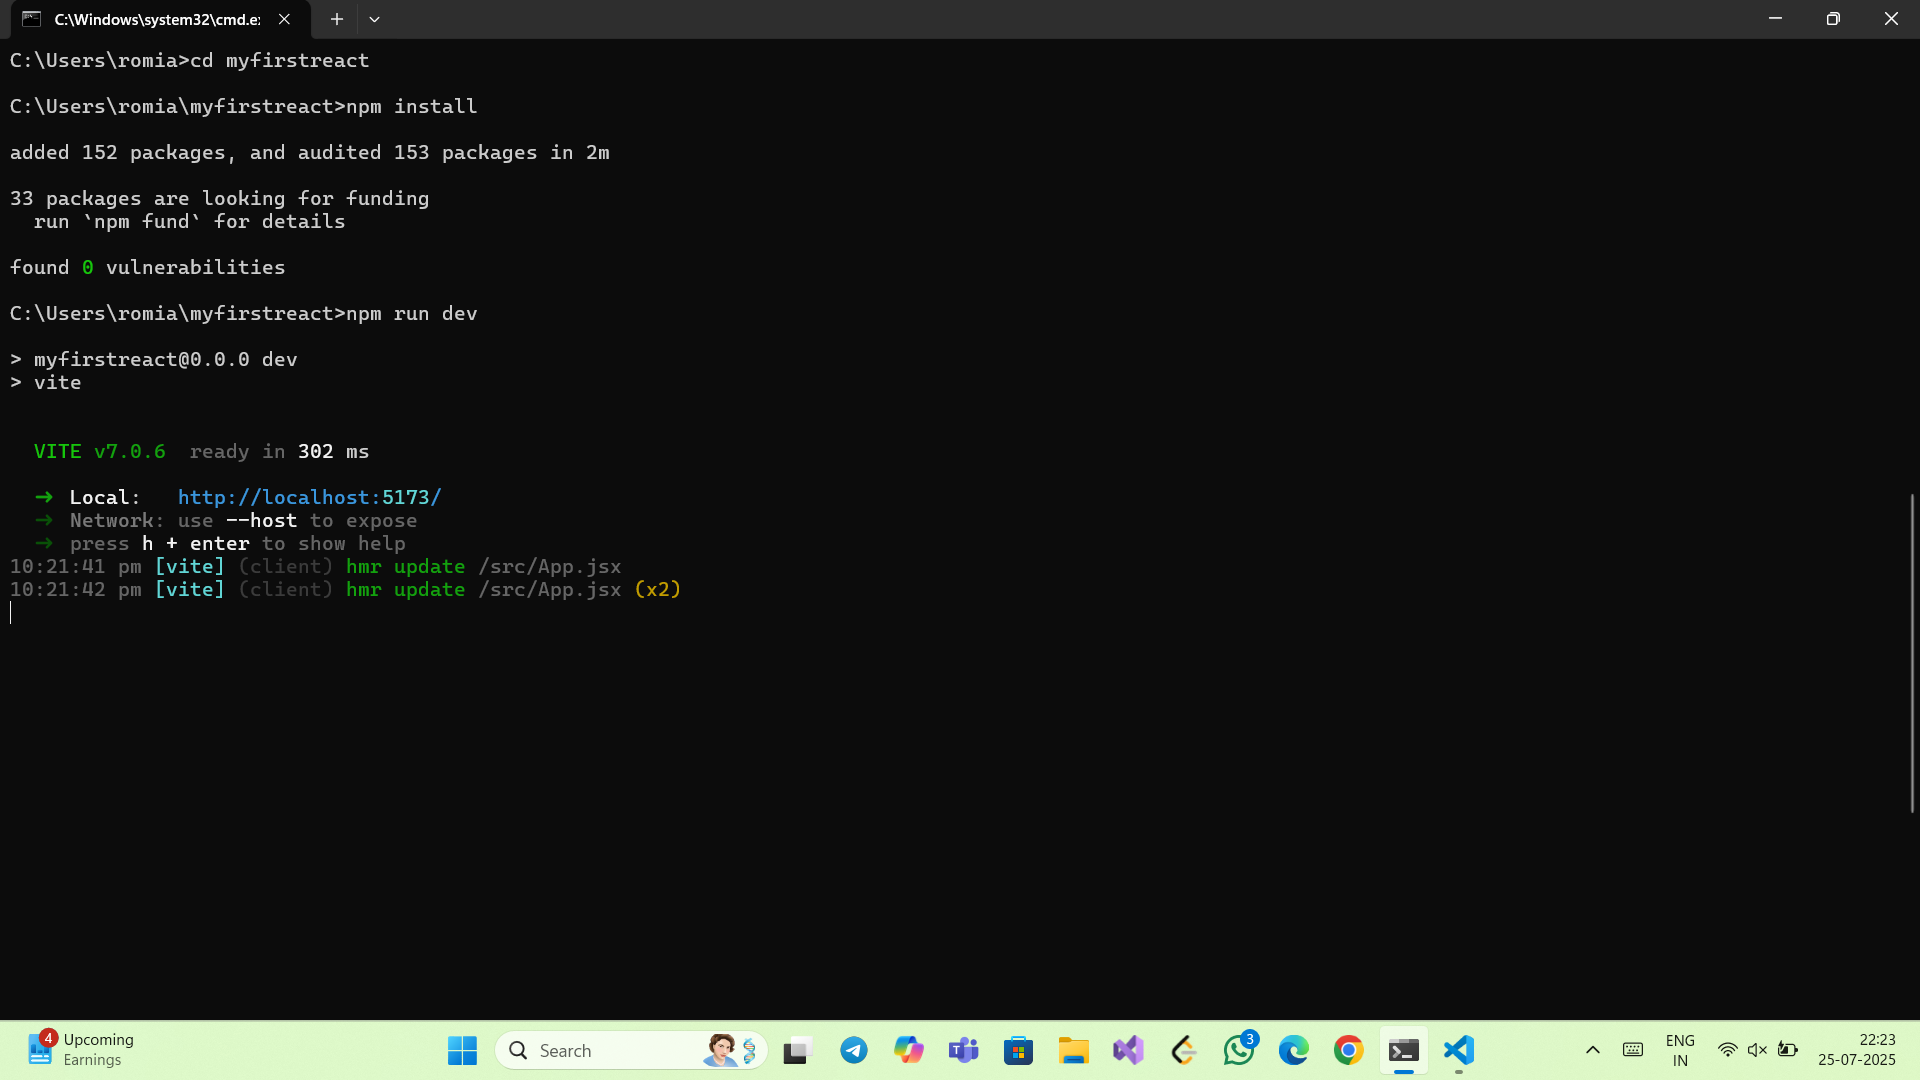 C:\Windows\system32\cmd.e:
C:\Users\romia>cd myfirstreact
C:\Users\romia\myfirstreact>npm install
added 152 packages, and audited 153 packages in 2m
33 packages are looking for funding
run `npm fund` for details
found 0 vulnerabilities
C:\Users\romia\myfirstreact>npm run dev
> myfirstreact@0.0.0 dev
> vite
VITE v7.0.6 ready in 302 ms
➜ Local: http://localhost:5173/
➜ Network: use --host to expose
➜ press h + enter to show help
10:21:41 pm [vite] (client) hmr update /src/App.jsx
10:21:42 pm [vite] (client) hmr update /src/App.jsx (x2)
4
Upcoming
Earnings
Search
T
3
ENG
IN
22:23
25-07-2025